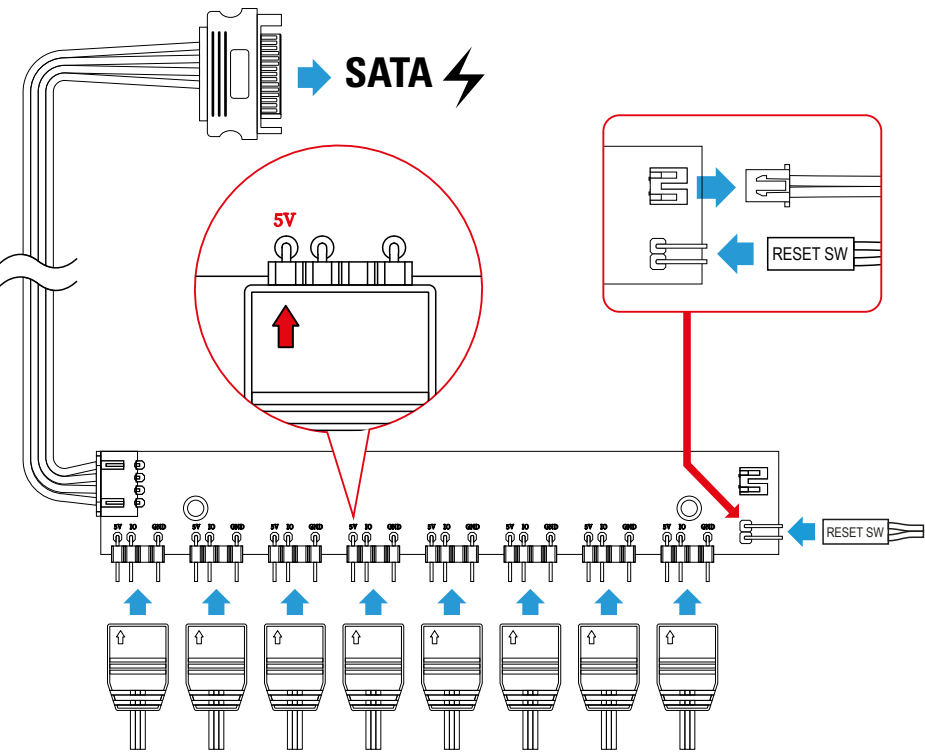 SATA
5V
RESET SW
5V IO GND 5V IO GND 5V IO GND 5V IO GND 5V IO GND 5V IO GND 5V IO GND 5V IO GND
RESET SW